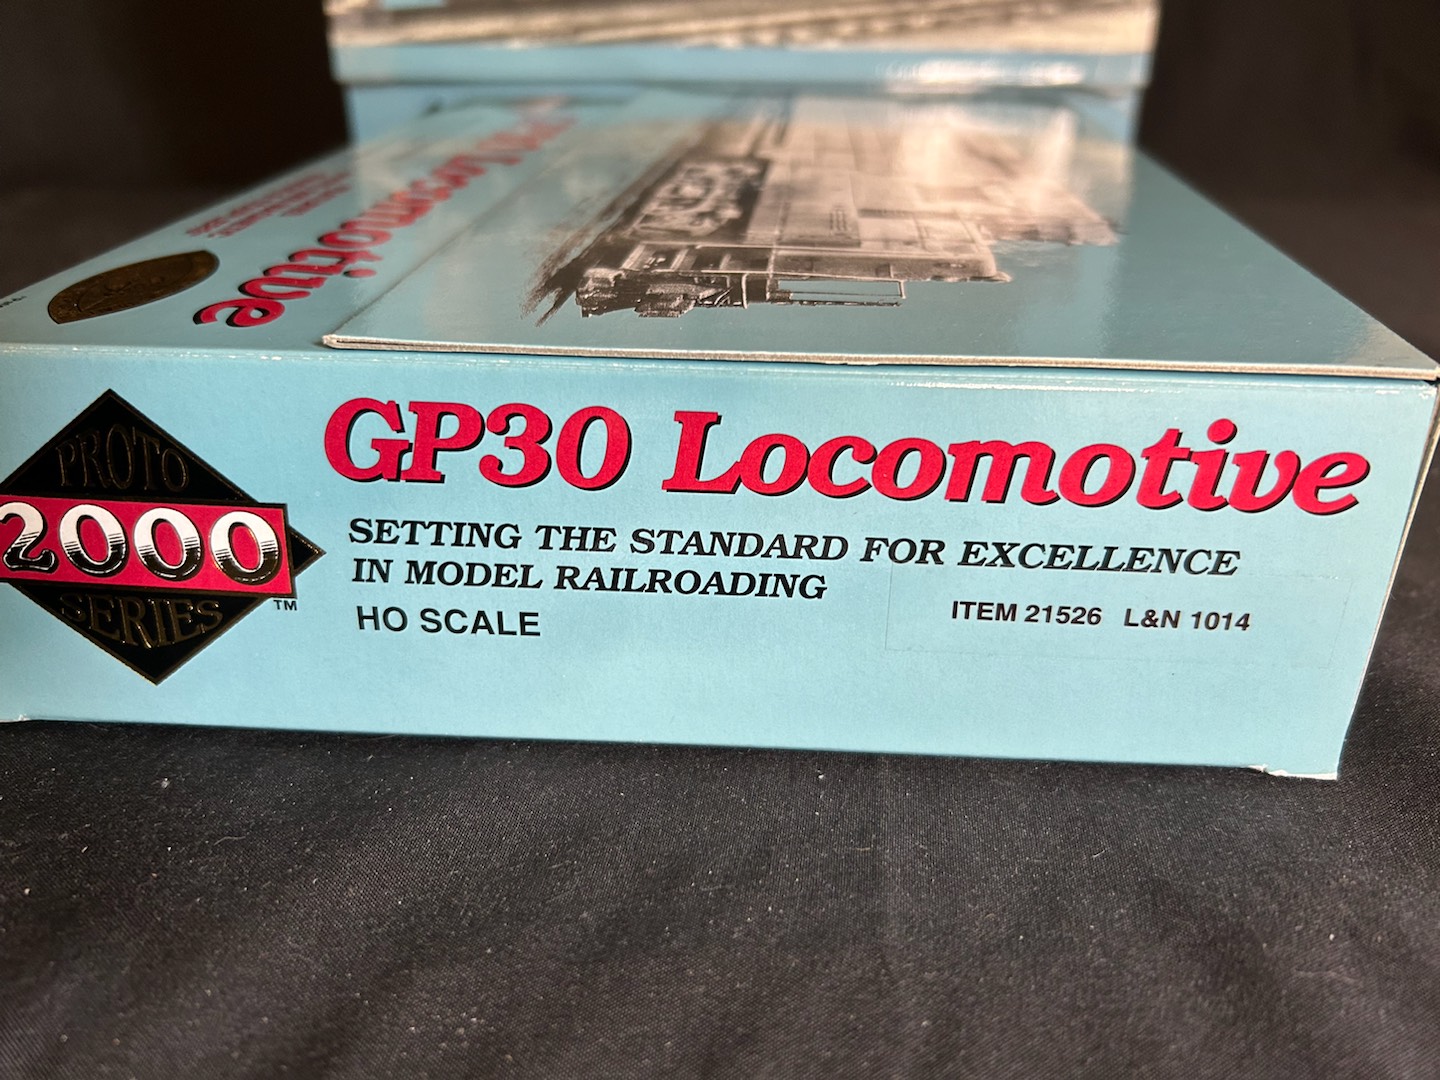 Locomotive
PROTO
2000
SERIES
TM
GP30 Locomotive
SETTING THE STANDARD FOR EXCELLENCE
IN MODEL RAILROADING
HO SCALE
ITEM 21526 L&N 1014